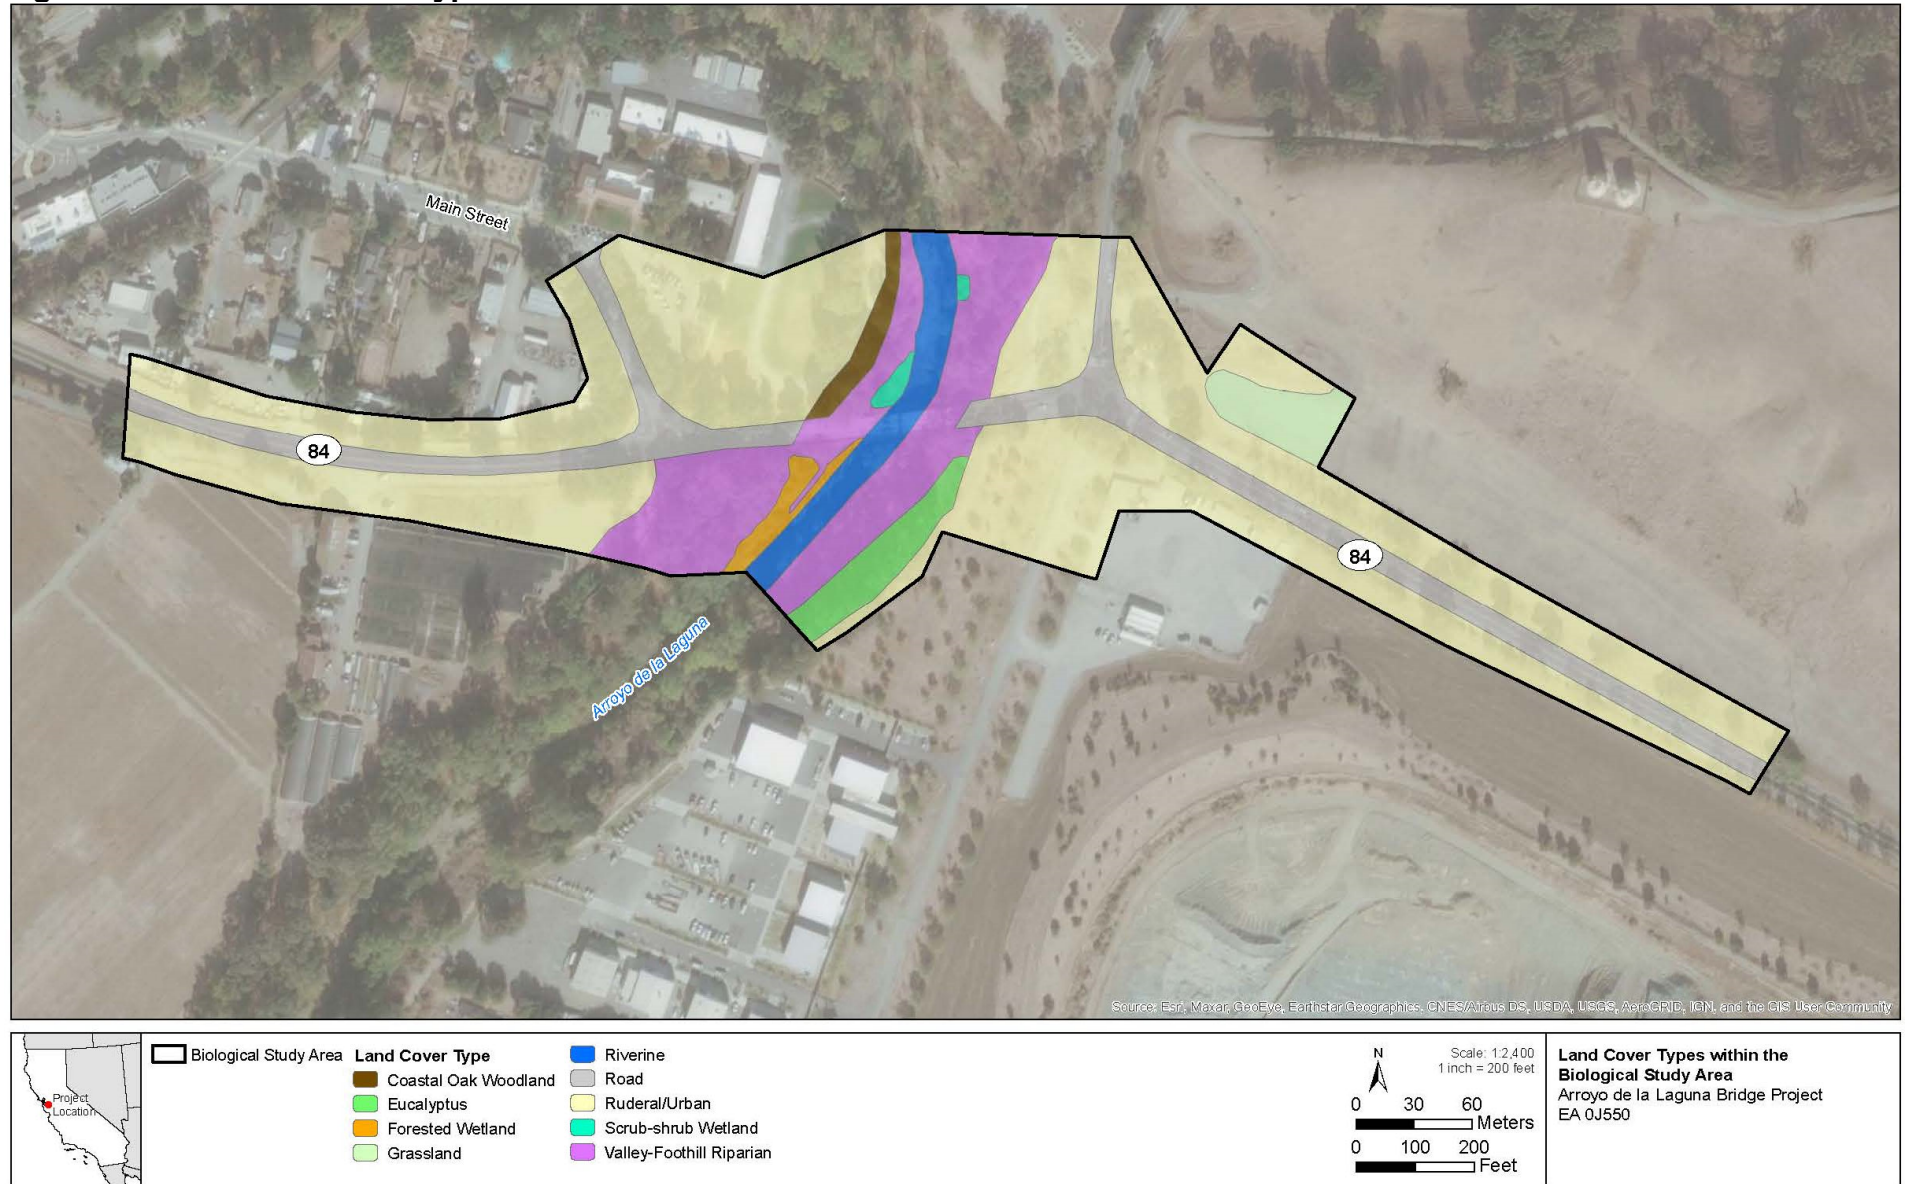 Main Street
84
84
Arroyo de la Laguna
Source: Esri, Maxar, GeoEye, Earthstar Geographics, CNES/Airbus DS, USDA, USGS, AeroGRID, IGN, and the GIS User Community
Project
Location
Biological Study Area
Land Cover Type
Coastal Oak Woodland
Eucalyptus
Forested Wetland
Grassland
Riverine
Road
Ruderal/Urban
Scrub-shrub Wetland
Valley-Foothill Riparian
N
Scale: 1:2,400
1 inch = 200 feet
0 30 60
Meters
0 100 200
Feet
Land Cover Types within the
Biological Study Area
Arroyo de la Laguna Bridge Project
EA 0J550